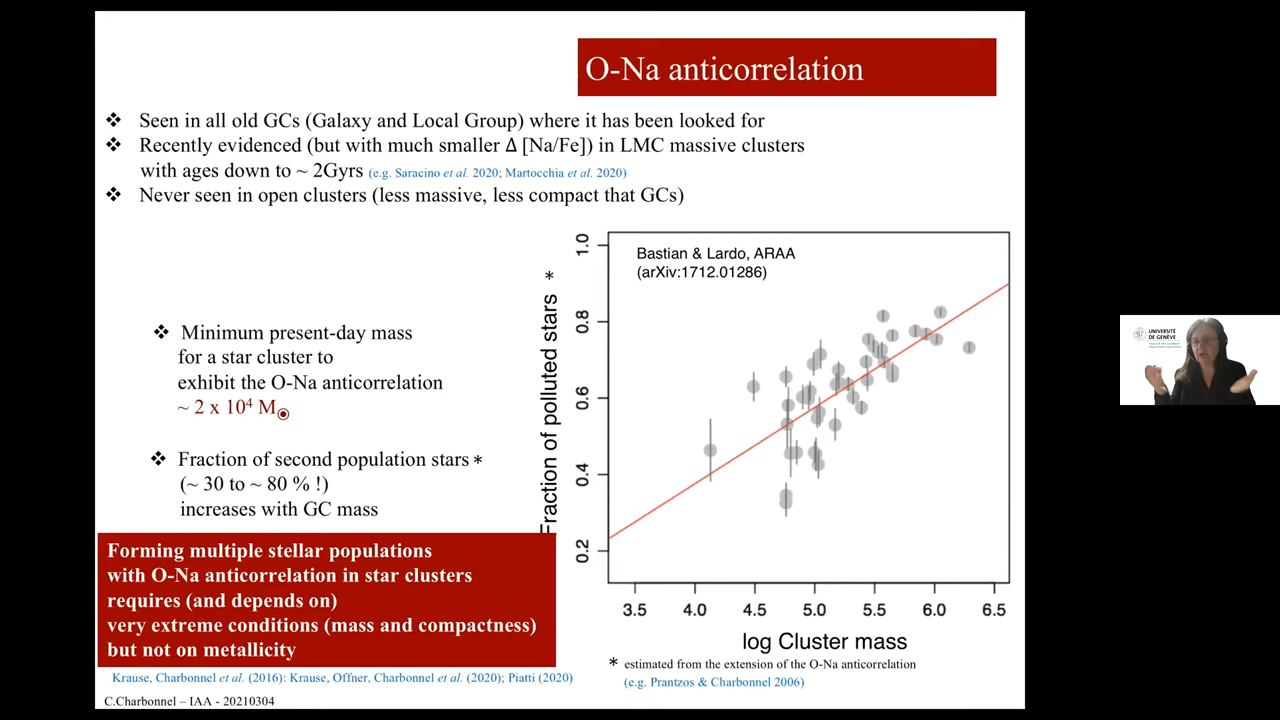 O-Na anticorrelation
❖ Seen in all old GCs (Galaxy and Local Group) where it has been looked for
❖ Recently evidenced (but with much smaller Δ [Na/Fe]) in LMC massive clusters
with ages down to ~ 2Gyrs (e.g. Saracino et al. 2020; Martocchia et al. 2020)
❖ Never seen in open clusters (less massive, less compact that GCs)
❖ Minimum present-day mass
for a star cluster to
exhibit the O-Na anticorrelation
~ 2 x 10⁴ M☉
❖ Fraction of second population stars *
(~ 30 to ~ 80 % !)
increases with GC mass
Forming multiple stellar populations
with O-Na anticorrelation in star clusters
requires (and depends on)
very extreme conditions (mass and compactness)
but not on metallicity
Krause, Charbonnel et al. (2016): Krause, Offner, Charbonnel et al. (2020); Piatti (2020)
C.Charbonnel – IAA - 20210304
Bastian & Lardo, ARAA
(arXiv:1712.01286)
Fraction of polluted stars *
1.0
0.8
0.6
0.4
0.2
3.5 4.0 4.5 5.0 5.5 6.0 6.5
log Cluster mass
* estimated from the extension of the O-Na anticorrelation
(e.g. Prantzos & Charbonnel 2006)
UNIVERSITÉ
DE GENÈVE